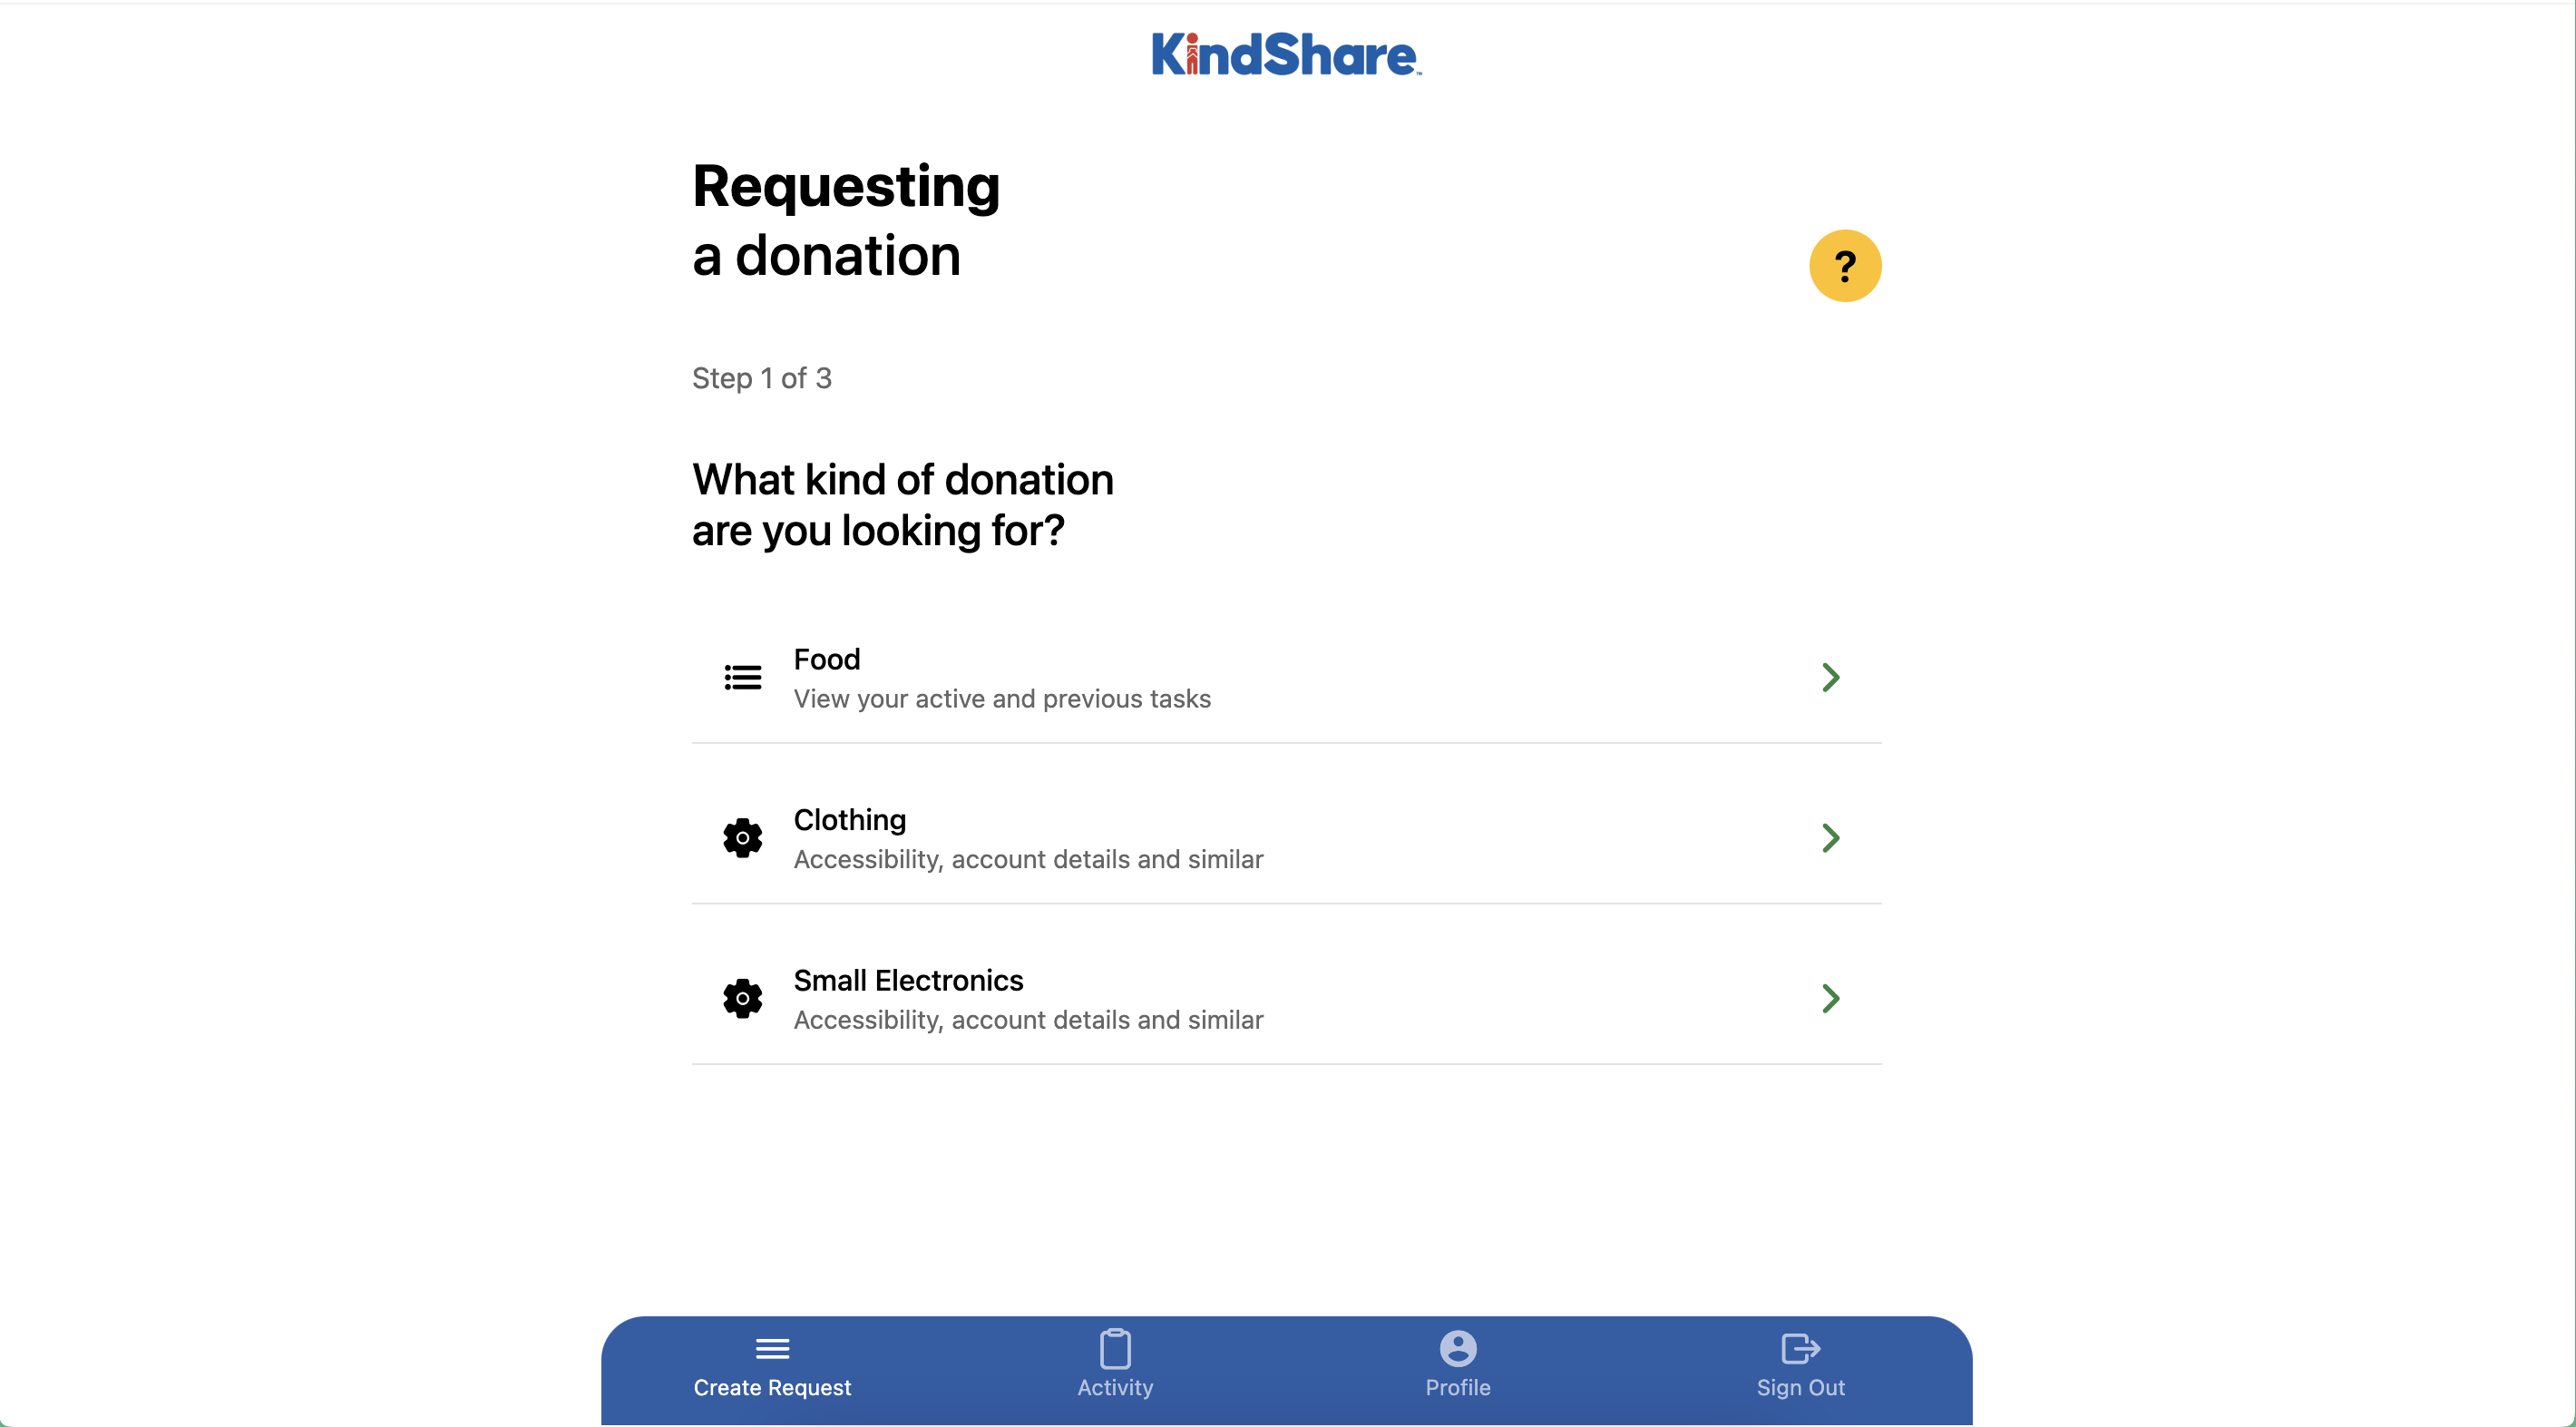 KindShare™
Requesting
a donation
?
Step 1 of 3
What kind of donation
are you looking for?
Food
View your active and previous tasks
Clothing
Accessibility, account details and similar
Small Electronics
Accessibility, account details and similar
Create Request
Activity
Profile
Sign Out